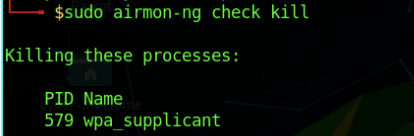 $sudo airmon-ng check kill
Killing these processes:
PID Name
579 wpa_supplicant